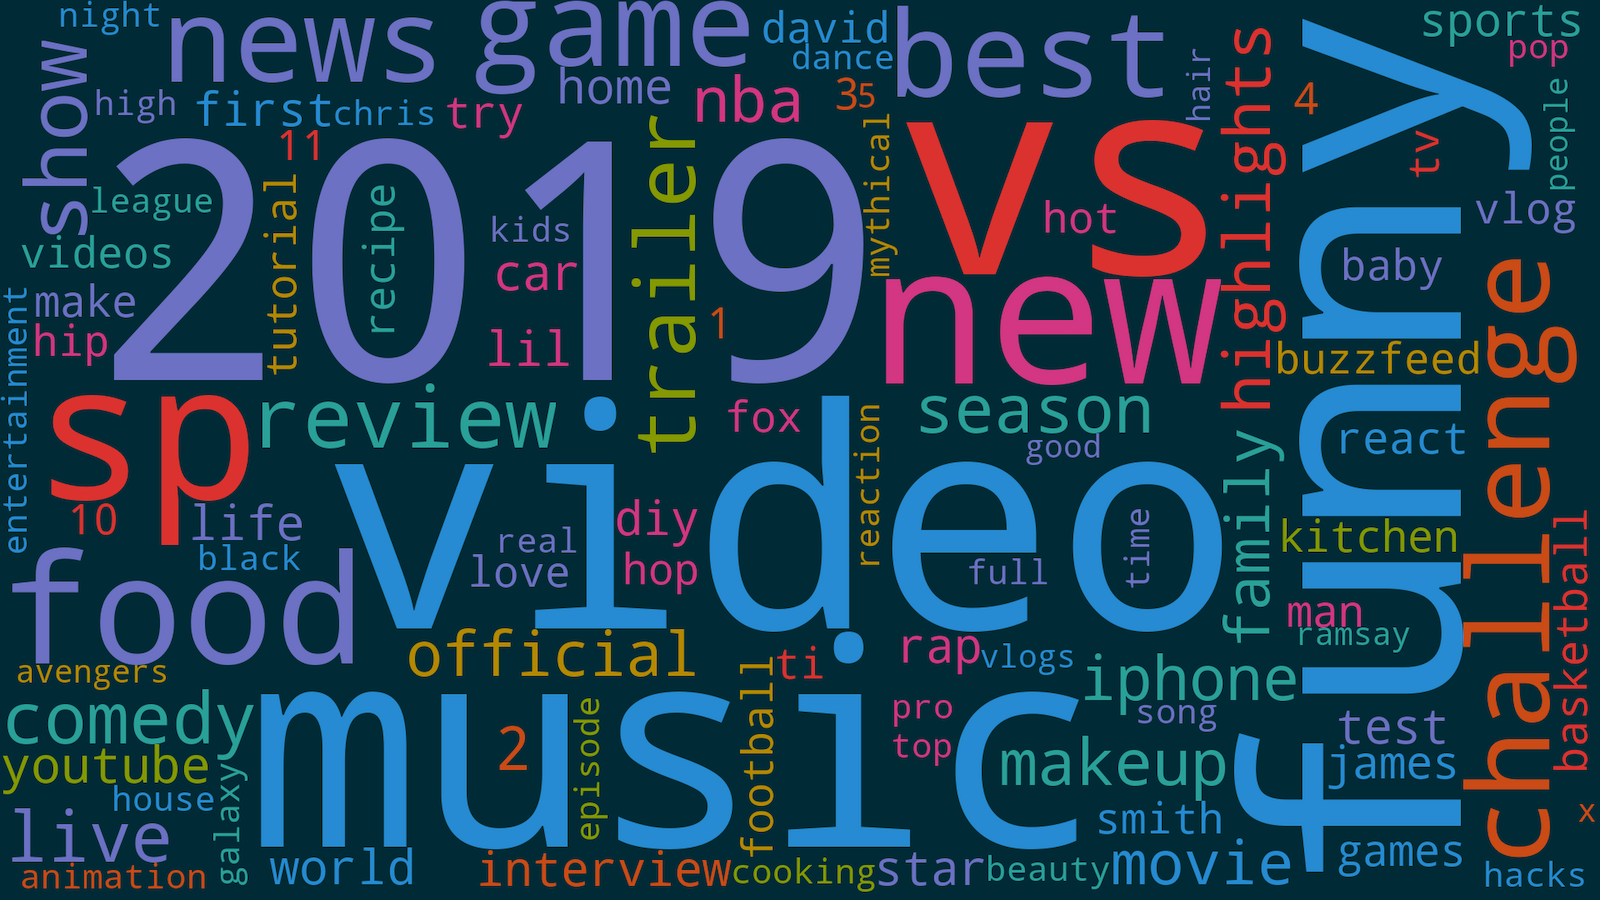 night
news
game
david
best
sports
show
dance
pop
high
first
chris
try
home
nba
35
hair
highlights
4
funny
people
11
2019
trailer
mythical
vs
tv
league
tutorial
recipe
kids
hot
vlog
videos
car
new
baby
make
hip
lil
1
buzzfeed
challenge
entertainment
sp
review
fox
season
reaction
good
react
video
10
life
diy
family
kitchen
black
real
time
love
hop
full
basketball
food
man
ramsay
official
rap
vlogs
avengers
ti
iphone
comedy
music
football
pro
song
test
youtube
2
episode
top
makeup
james
house
galaxy
x
live
smith
games
animation
world
interview
cooking
star
beauty
movie
hacks